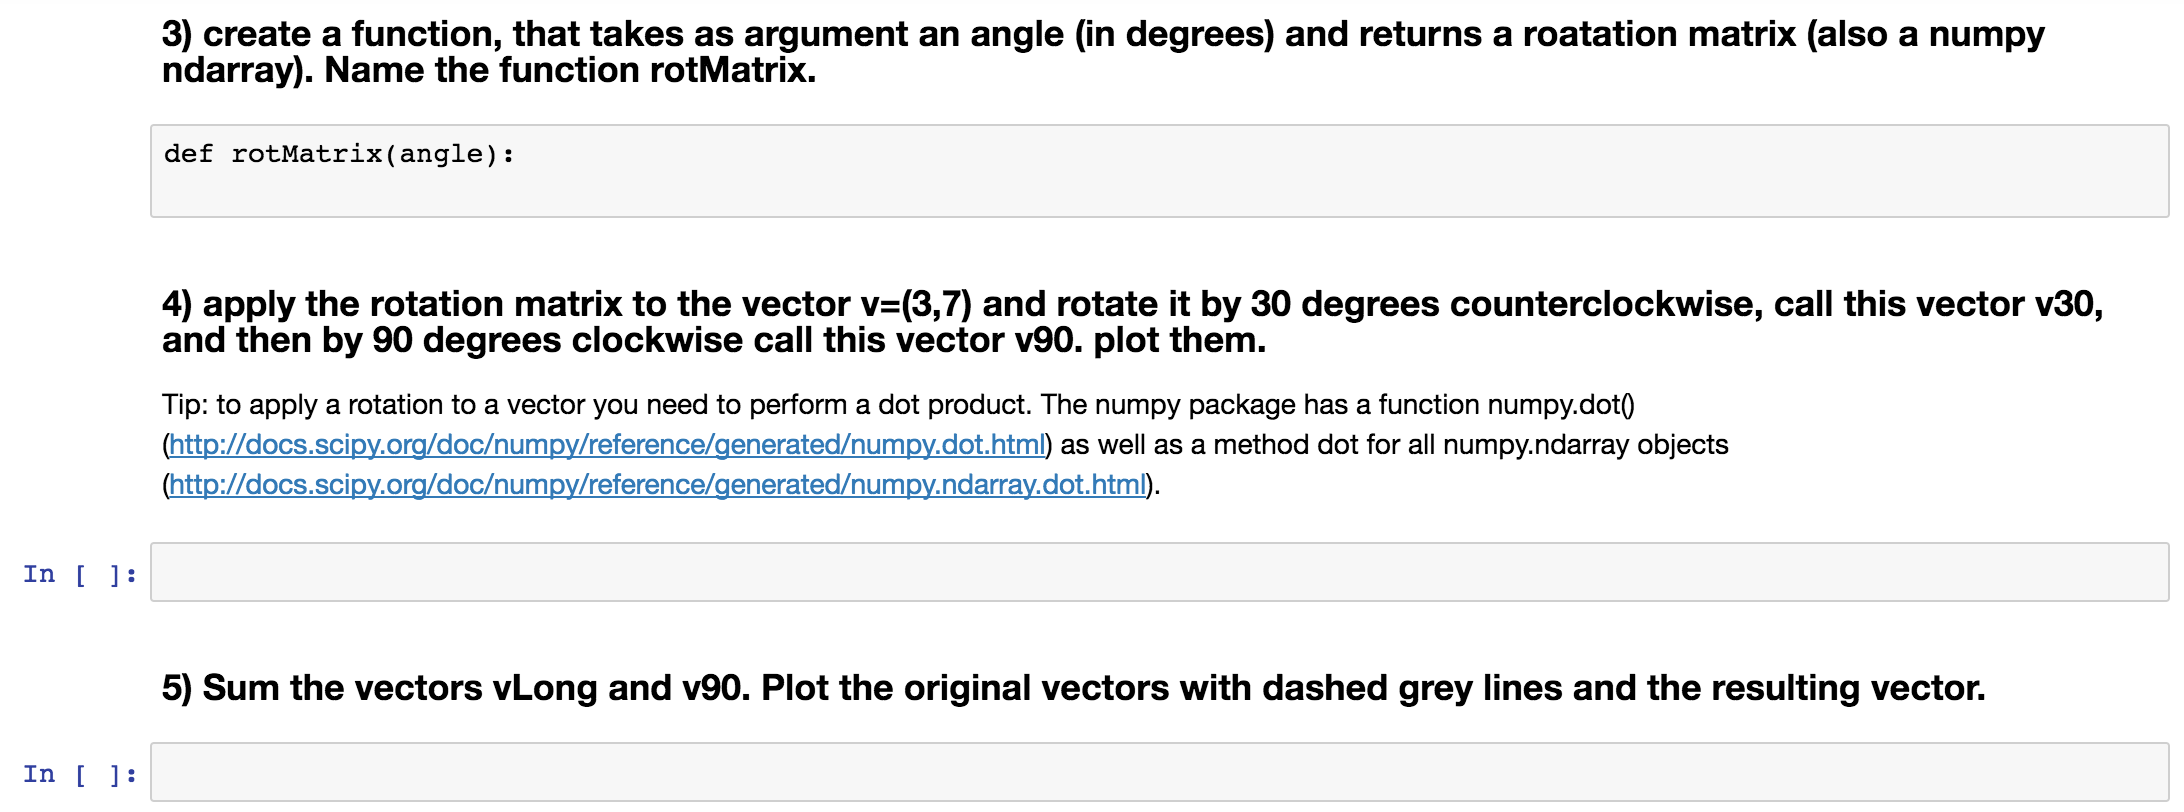 3) create a function, that takes as argument an angle (in degrees) and returns a roatation matrix (also a numpy
ndarray). Name the function rotMatrix.
def rotMatrix(angle):
4) apply the rotation matrix to the vector v=(3,7) and rotate it by 30 degrees counterclockwise, call this vector v30,
and then by 90 degrees clockwise call this vector v90. plot them.
Tip: to apply a rotation to a vector you need to perform a dot product. The numpy package has a function numpy.dot()
(http://docs.scipy.org/doc/numpy/reference/generated/numpy.dot.html) as well as a method dot for all numpy.ndarray objects
(http://docs.scipy.org/doc/numpy/reference/generated/numpy.ndarray.dot.html).
In [ ]:
5) Sum the vectors vLong and v90. Plot the original vectors with dashed grey lines and the resulting vector.
In [ ]: